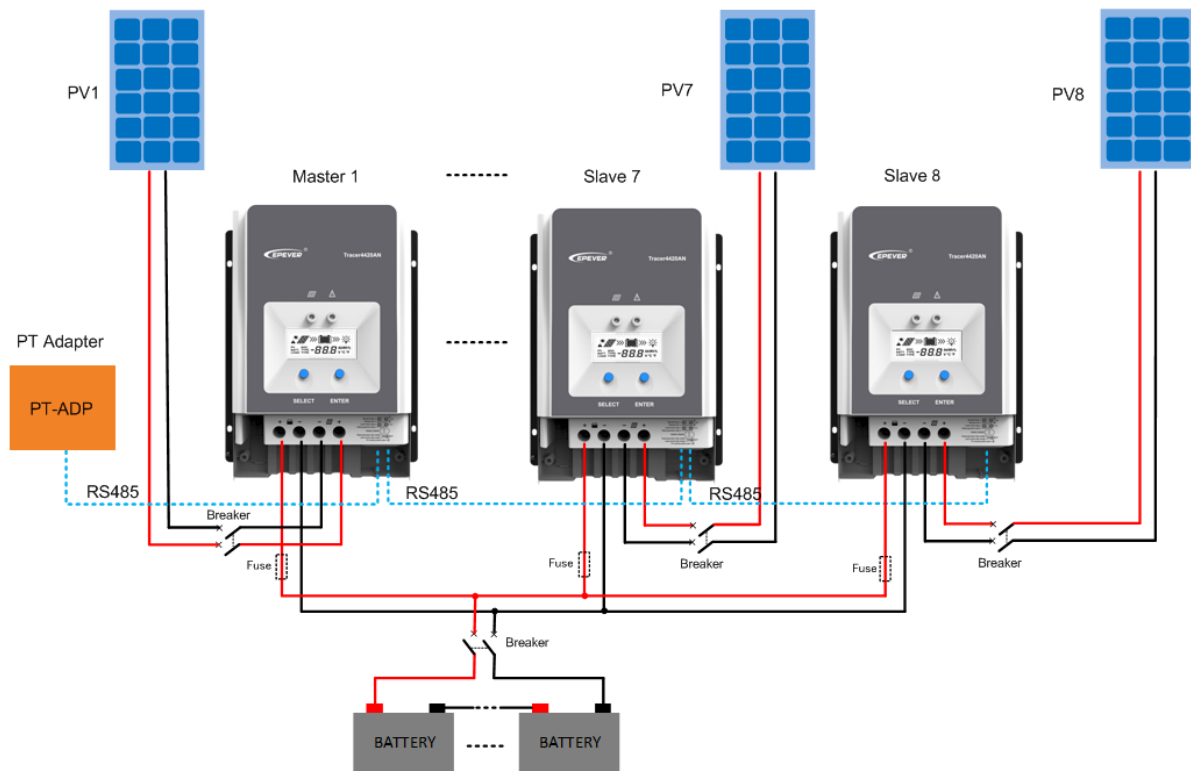 PV1
PV7
PV8
Master 1
Slave 7
Slave 8
EPEVER ®
Tracer4420AN
EPEVER ®
Tracer4420AN
EPEVER ®
Tracer4420AN
PT Adapter
PT-ADP
SELECT ENTER
SELECT ENTER
SELECT ENTER
RS485
RS485
RS485
Breaker
Fuse
Fuse
Breaker
Fuse
Breaker
Breaker
BATTERY
BATTERY